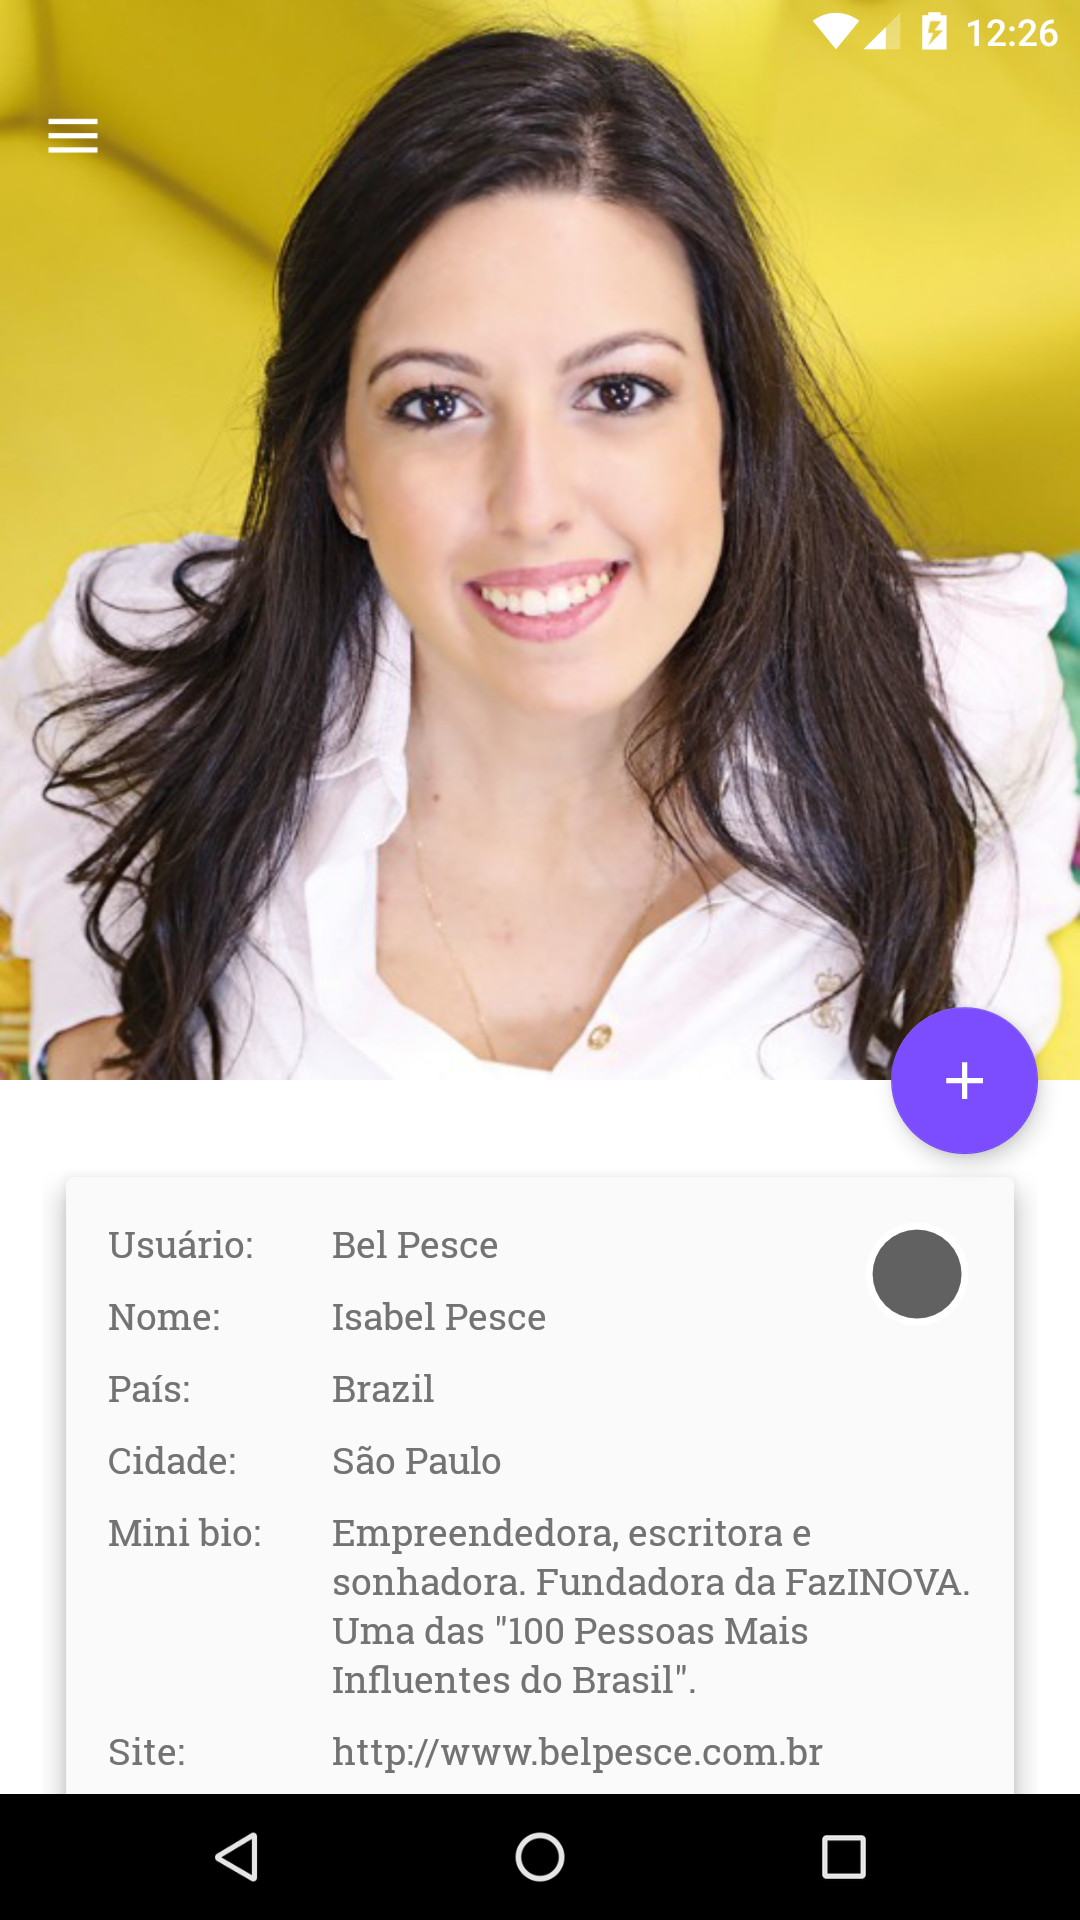 12:26
Usuário: Bel Pesce
Nome: Isabel Pesce
País: Brazil
Cidade: São Paulo
Mini bio: Empreendedora, escritora e
sonhadora. Fundadora da FazINOVA.
Uma das "100 Pessoas Mais
Influentes do Brasil".
Site: http://www.belpesce.com.br